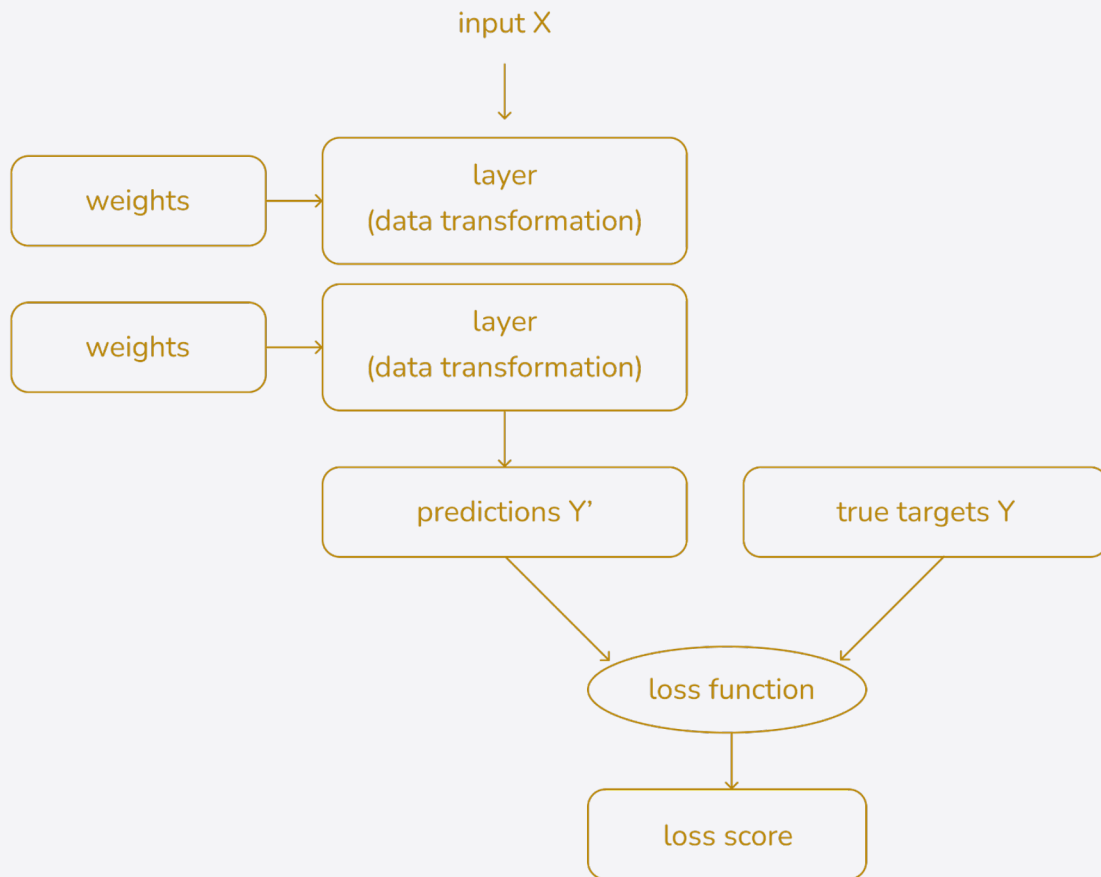 input X
weights
layer
(data transformation)
weights
layer
(data transformation)
predictions Y’
true targets Y
loss function
loss score